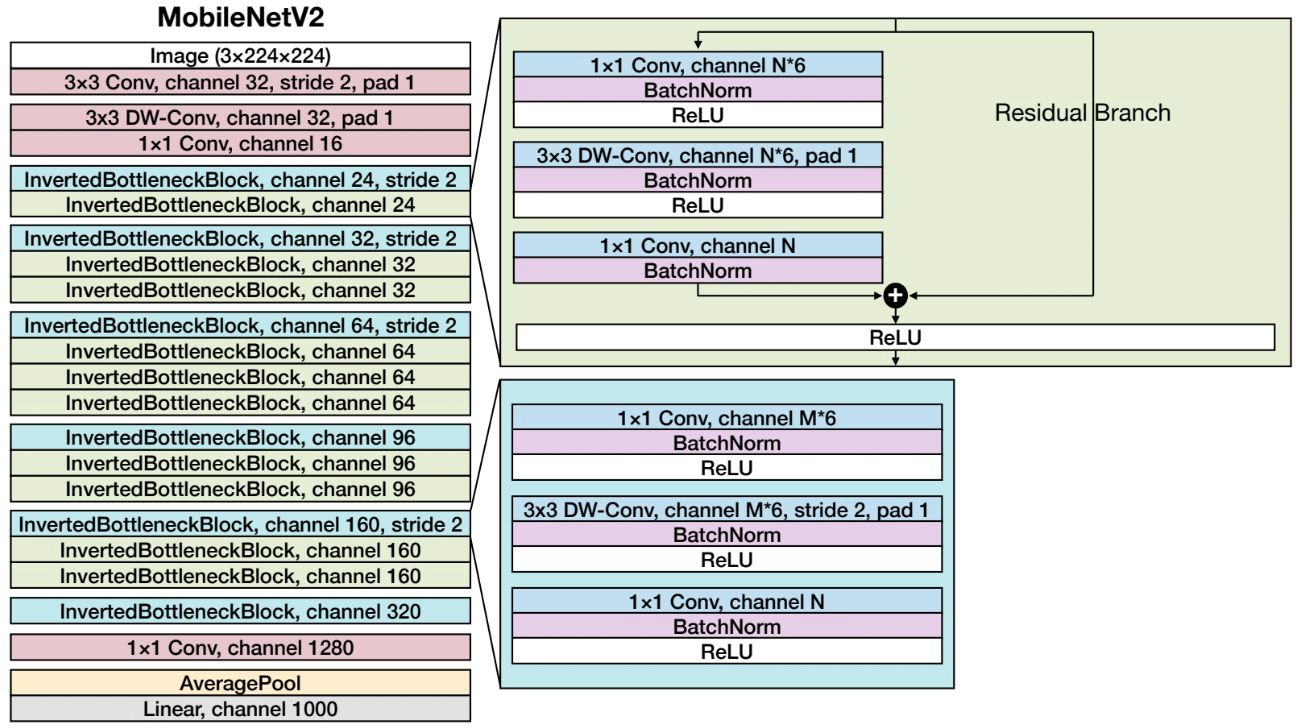 MobileNetV2
Image (3×224×224)
3×3 Conv, channel 32, stride 2, pad 1
3x3 DW-Conv, channel 32, pad 1
1×1 Conv, channel 16
InvertedBottleneckBlock, channel 24, stride 2
InvertedBottleneckBlock, channel 24
InvertedBottleneckBlock, channel 32, stride 2
InvertedBottleneckBlock, channel 32
InvertedBottleneckBlock, channel 32
InvertedBottleneckBlock, channel 64, stride 2
InvertedBottleneckBlock, channel 64
InvertedBottleneckBlock, channel 64
InvertedBottleneckBlock, channel 64
InvertedBottleneckBlock, channel 96
InvertedBottleneckBlock, channel 96
InvertedBottleneckBlock, channel 96
InvertedBottleneckBlock, channel 160, stride 2
InvertedBottleneckBlock, channel 160
InvertedBottleneckBlock, channel 160
InvertedBottleneckBlock, channel 320
1×1 Conv, channel 1280
AveragePool
Linear, channel 1000
1×1 Conv, channel N*6
BatchNorm
ReLU
3×3 DW-Conv, channel N*6, pad 1
BatchNorm
ReLU
1×1 Conv, channel N
BatchNorm
Residual Branch
+
ReLU
1×1 Conv, channel M*6
BatchNorm
ReLU
3x3 DW-Conv, channel M*6, stride 2, pad 1
BatchNorm
ReLU
1×1 Conv, channel N
BatchNorm
ReLU